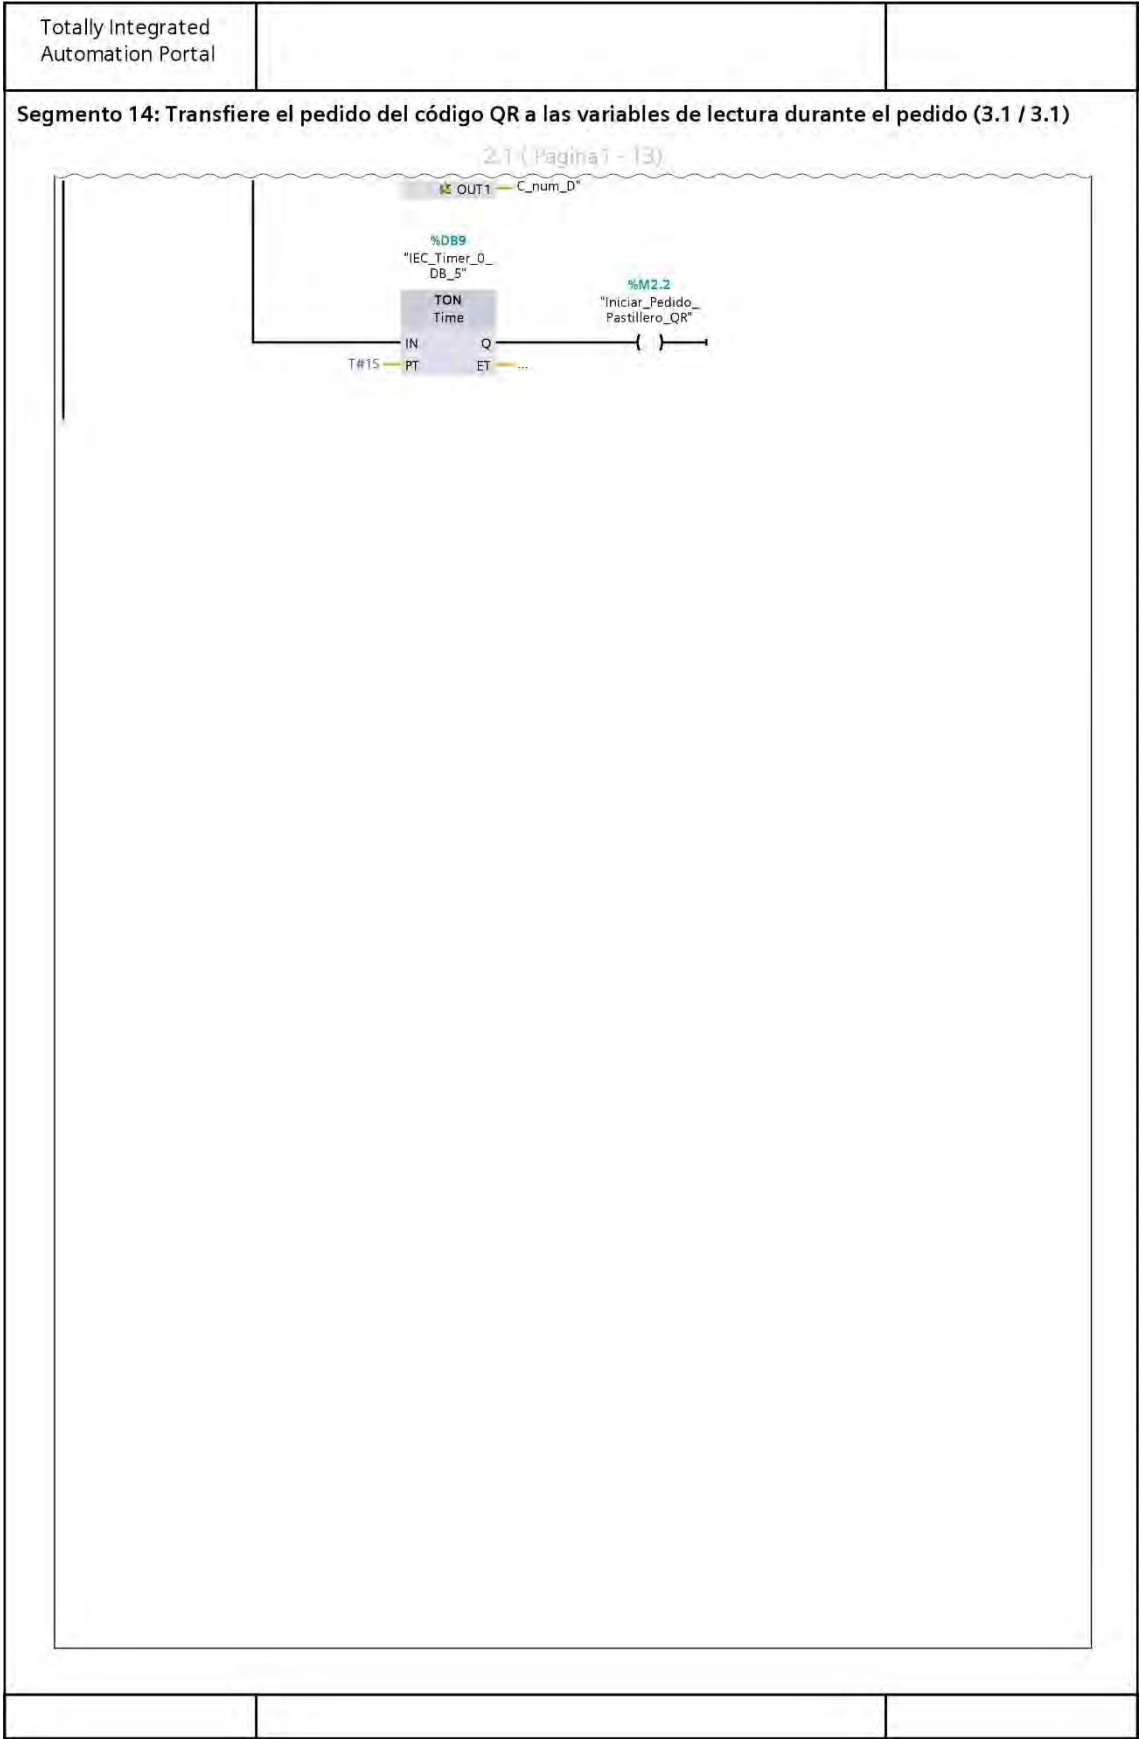 Totally Integrated
Automation Portal
Segmento 14: Transfiere el pedido del código QR a las variables de lectura durante el pedido (3.1 / 3.1)
2.1 ( Pagina1 - 13)
OUT1 C_num_D"
%DB9
"IEC_Timer_0_
DB_5"
%M2.2
"Iniciar_Pedido_
Pastillero_QR"
TON
Time
IN Q
T#1S PT ET ...